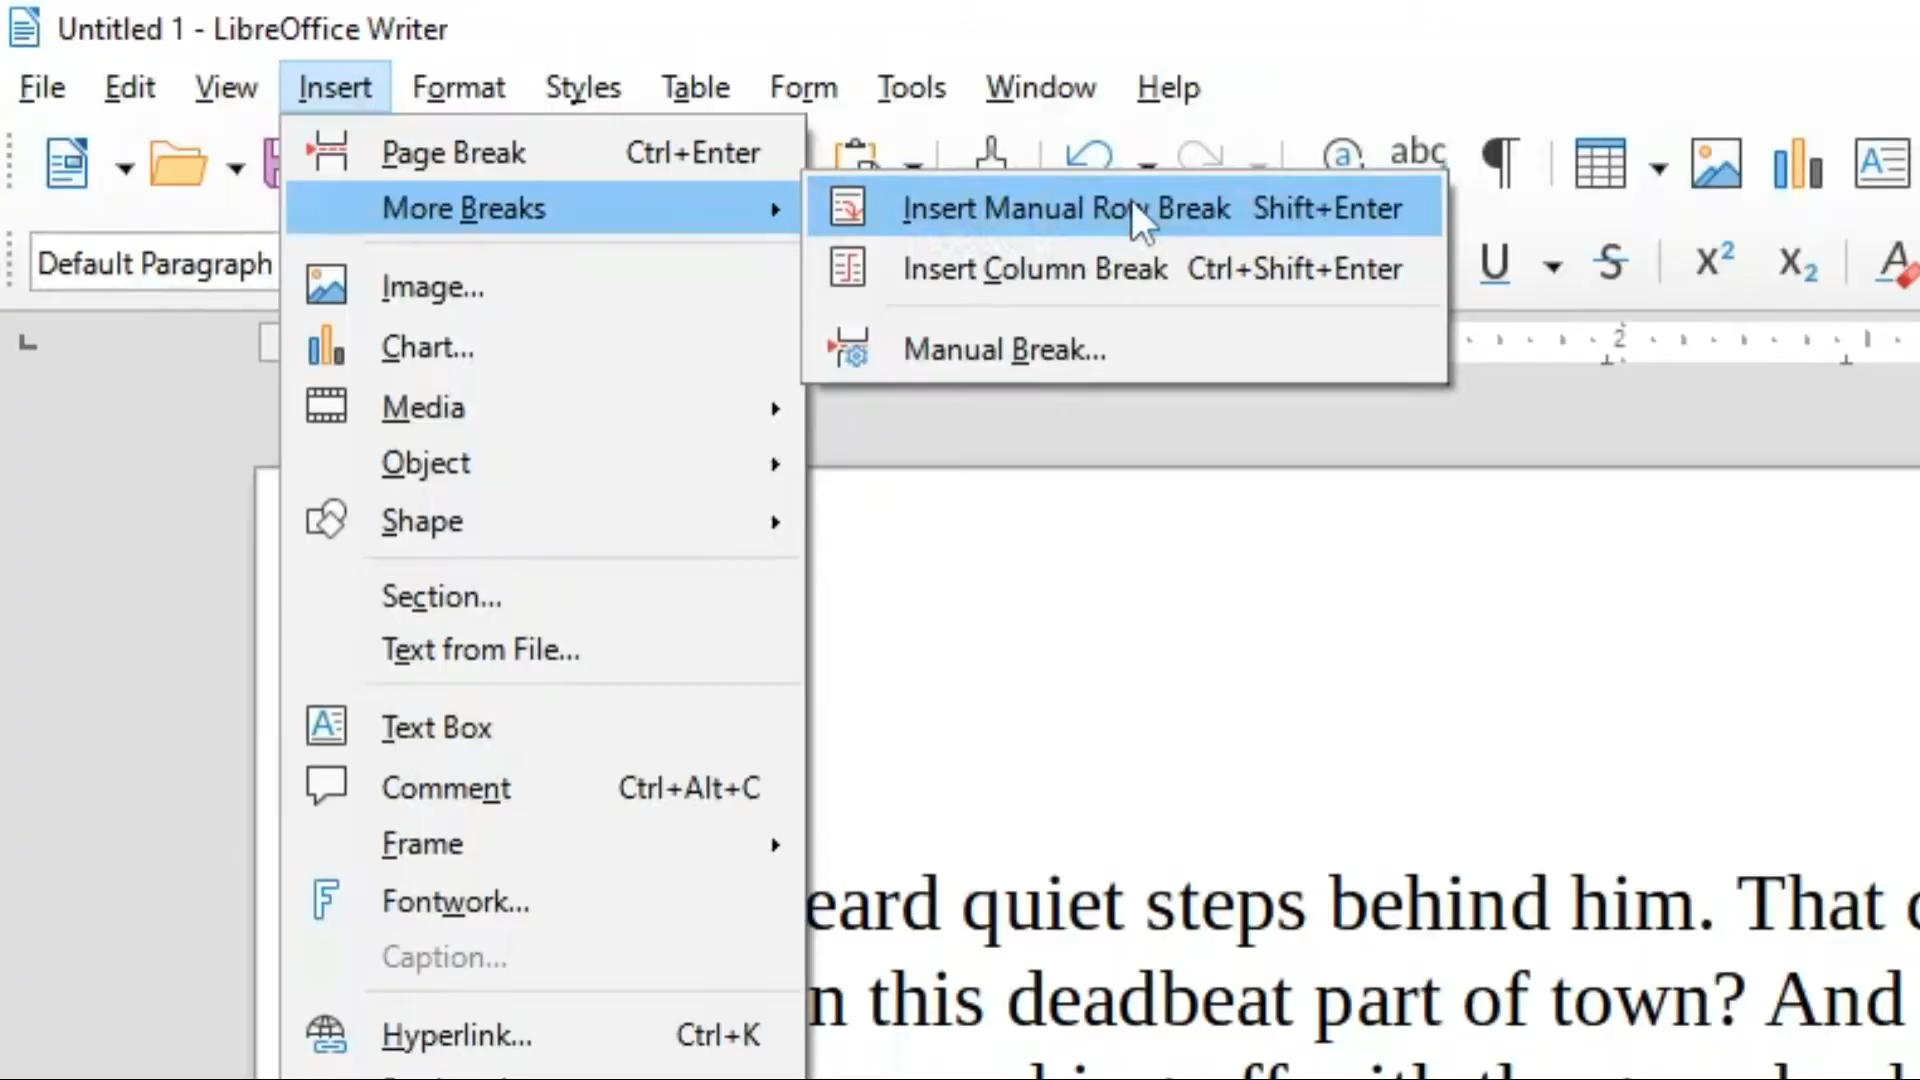 Untitled 1 - LibreOffice Writer
File Edit View Insert Format Styles Table Form Tools Window Help
Page Break Ctrl+Enter
More Breaks
Insert Manual Row Break Shift+Enter
Insert Column Break Ctrl+Shift+Enter
Manual Break...
Default Paragraph
Image...
Chart...
Media
Object
Shape
Section...
Text from File...
Text Box
Comment Ctrl+Alt+C
Frame
Fontwork...
Caption...
Hyperlink... Ctrl+K
abc
U S X² X₂ A
2
eard quiet steps behind him. That
n this deadbeat part of town? And